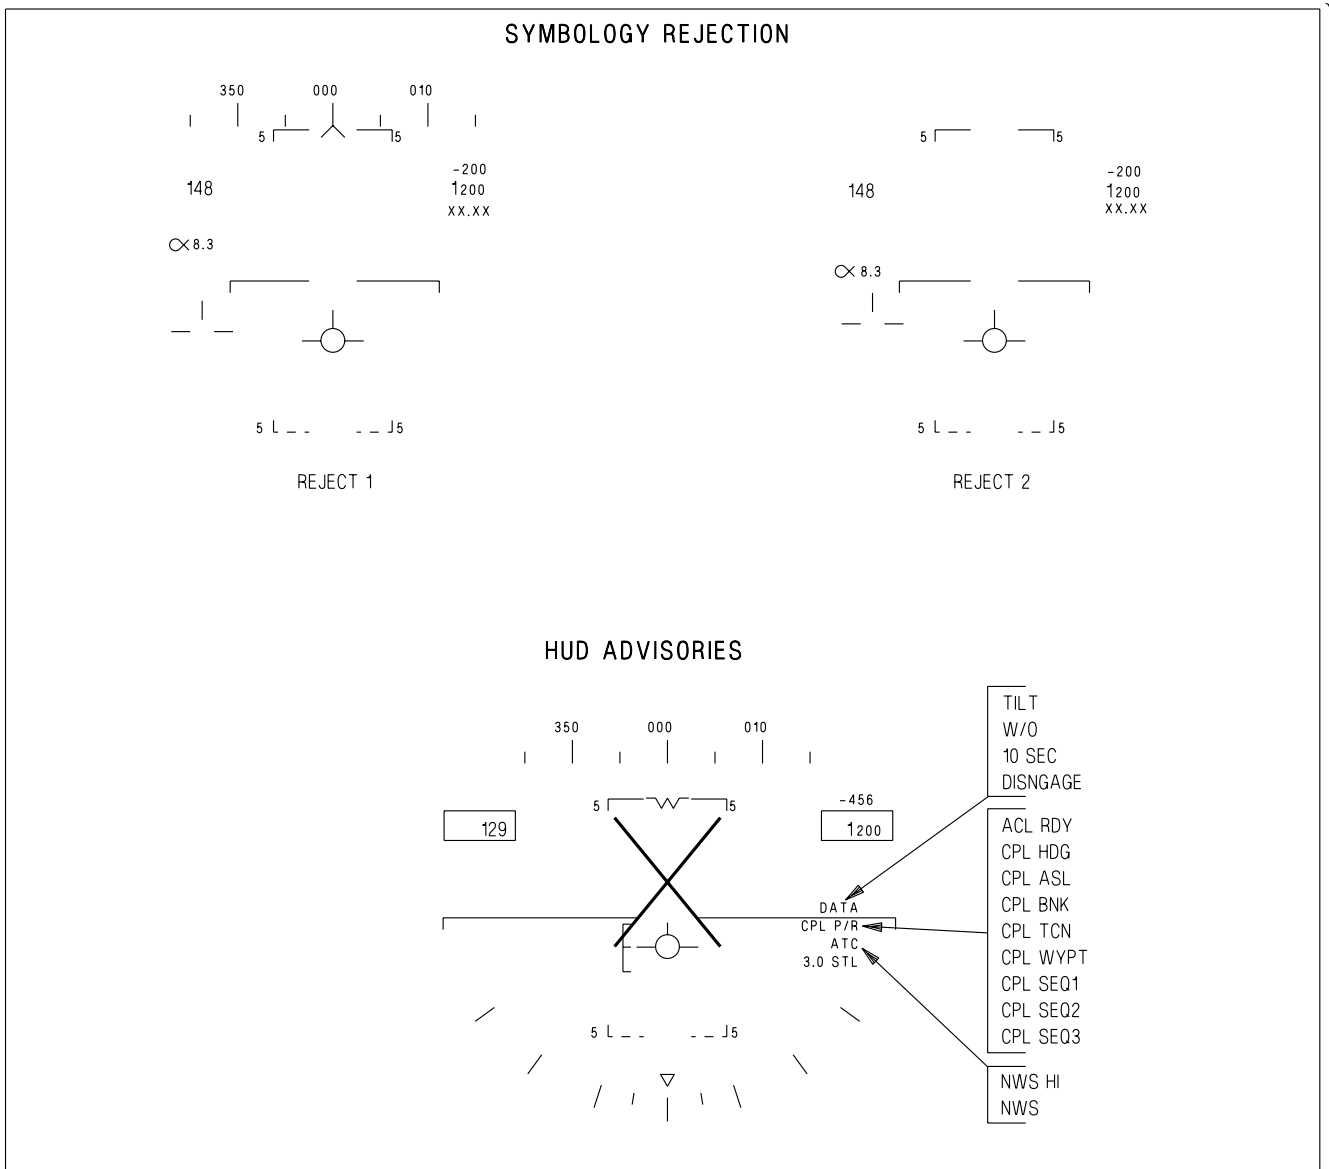 SYMBOLOGY REJECTION
350 000 010
5 5
148
-200
1200
XX.XX
α 8.3
5 5
REJECT 1
5 5
148
-200
1200
XX.XX
α 8.3
5 5
REJECT 2
HUD ADVISORIES
350 000 010
5 5
129
-456
1200
DATA
CPL P/R
ATC
3.0 STL
5 5
TILT
W/O
10 SEC
DISNGAGE
ACL RDY
CPL HDG
CPL ASL
CPL BNK
CPL TCN
CPL WYPT
CPL SEQ1
CPL SEQ2
CPL SEQ3
NWS HI
NWS